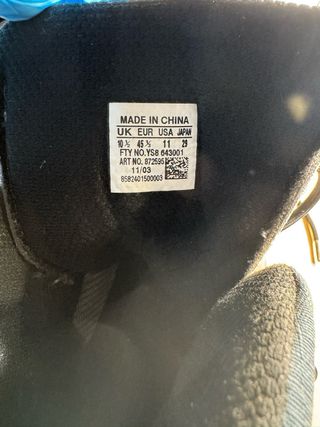 MADE IN CHINA
UK EUR USA JAPAN
10 ½ 45 ⅓ 11 29
FTY NO.YS8 643001
ART NO. 872595
11/03
8582401500003